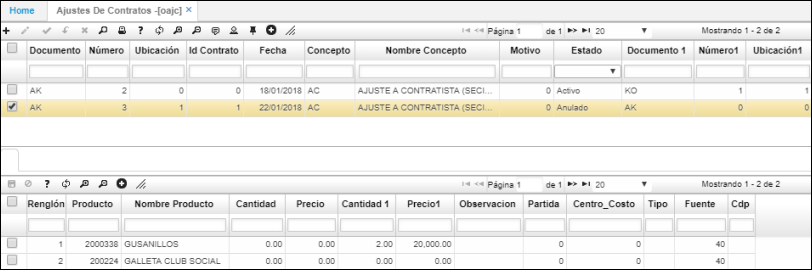 Home Ajustes De Contratos -[oajc] ×
Página 1 de 1 20 Mostrando 1 - 2 de 2
Documento Número Ubicación Id Contrato Fecha Concepto Nombre Concepto Motivo Estado Documento 1 Número1 Ubicación1
AK 2 0 0 18/01/2018 AC AJUSTE A CONTRATISTA (SECI... 0 Activo KO 1 1
AK 3 1 1 22/01/2018 AC AJUSTE A CONTRATISTA (SECI... 0 Anulado AK 0 0
Página 1 de 1 20 Mostrando 1 - 2 de 2
Renglón Producto Nombre Producto Cantidad Precio Cantidad 1 Precio1 Observacion Partida Centro_Costo Tipo Fuente Cdp
1 2000338 GUSANILLOS 0.00 0.00 2.00 20,000.00 0 0 40
2 200224 GALLETA CLUB SOCIAL 0.00 0.00 0.00 0.00 0 0 40